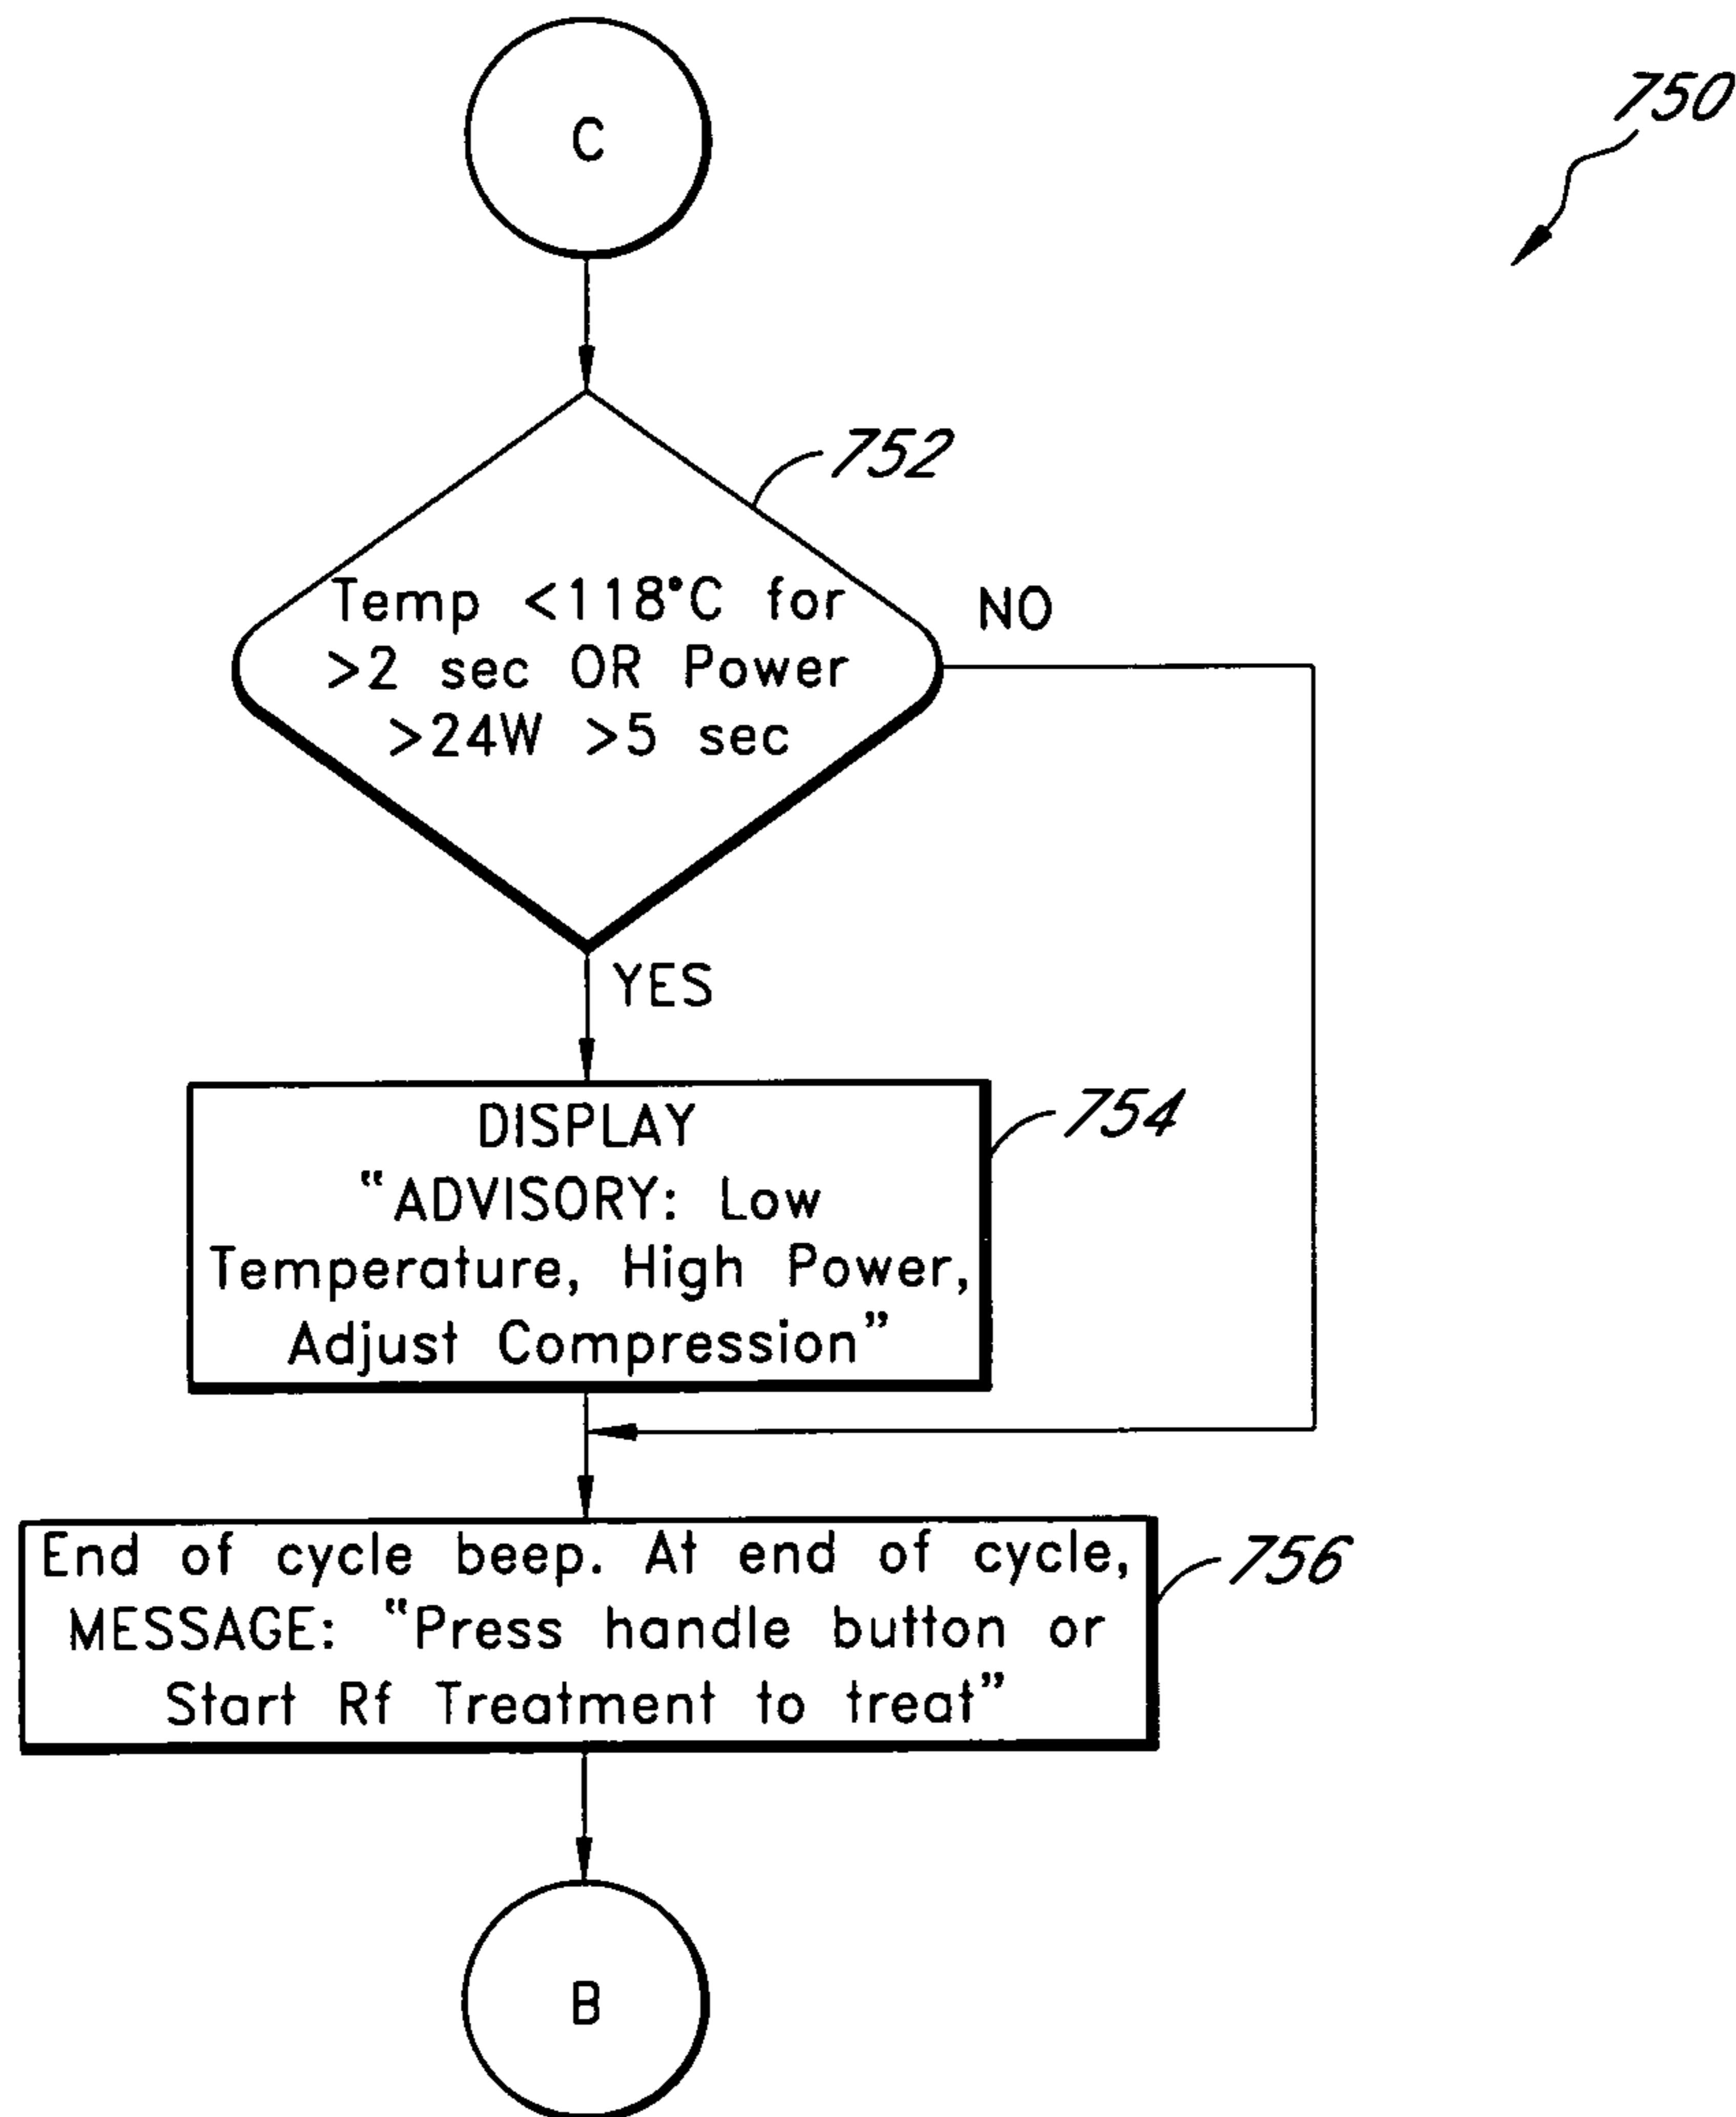 C
750
752
Temp <118°C for
>2 sec OR Power
>24W >5 sec
NO
YES
DISPLAY
"ADVISORY: Low
Temperature, High Power,
Adjust Compression"
754
End of cycle beep. At end of cycle,
MESSAGE: "Press handle button or
Start Rf Treatment to treat"
756
B